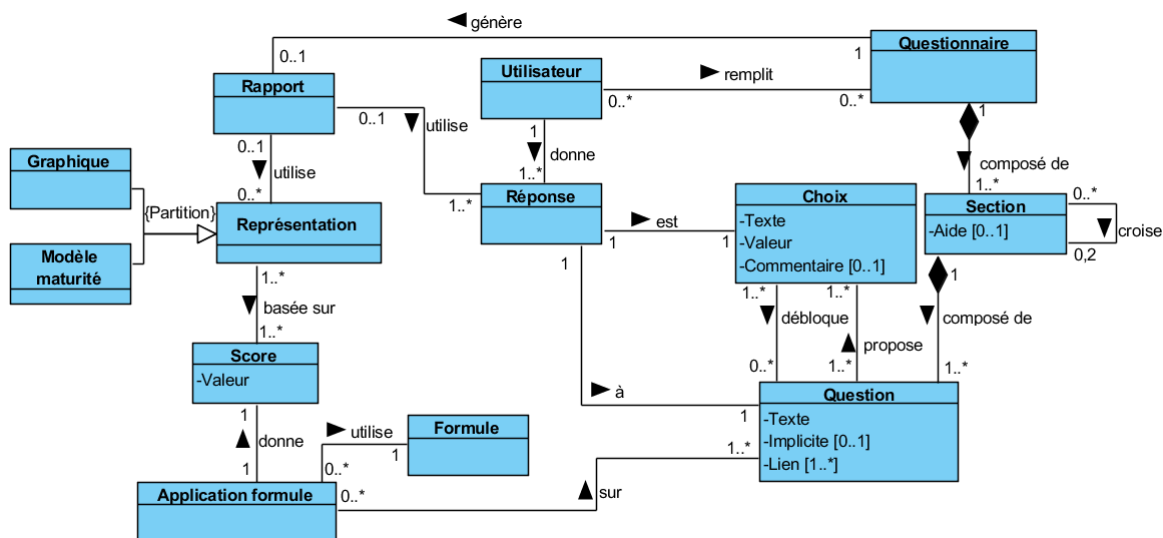 génère
0..1
1
Questionnaire
Rapport
Utilisateur
remplit
0..*
0..*
0..1
utilise
1
donne
1..*
0..1
utilise
0..*
1..*
1
composé de
1..*
Graphique
{Partition}
Modèle
maturité
Représentation
Réponse
est
1
1
1
Choix
-Texte
-Valeur
-Commentaire [0..1]
Section
-Aide [0..1]
0..*
croise
0,2
1..*
basée sur
1..*
1..*
débloque
0..*
1..*
propose
1..*
1
composé de
1..*
Score
-Valeur
à
1
Question
-Texte
-Implicite [0..1]
-Lien [1..*]
1
donne
1
utilise
0..*
1
Formule
1..*
Application formule
0..*
sur